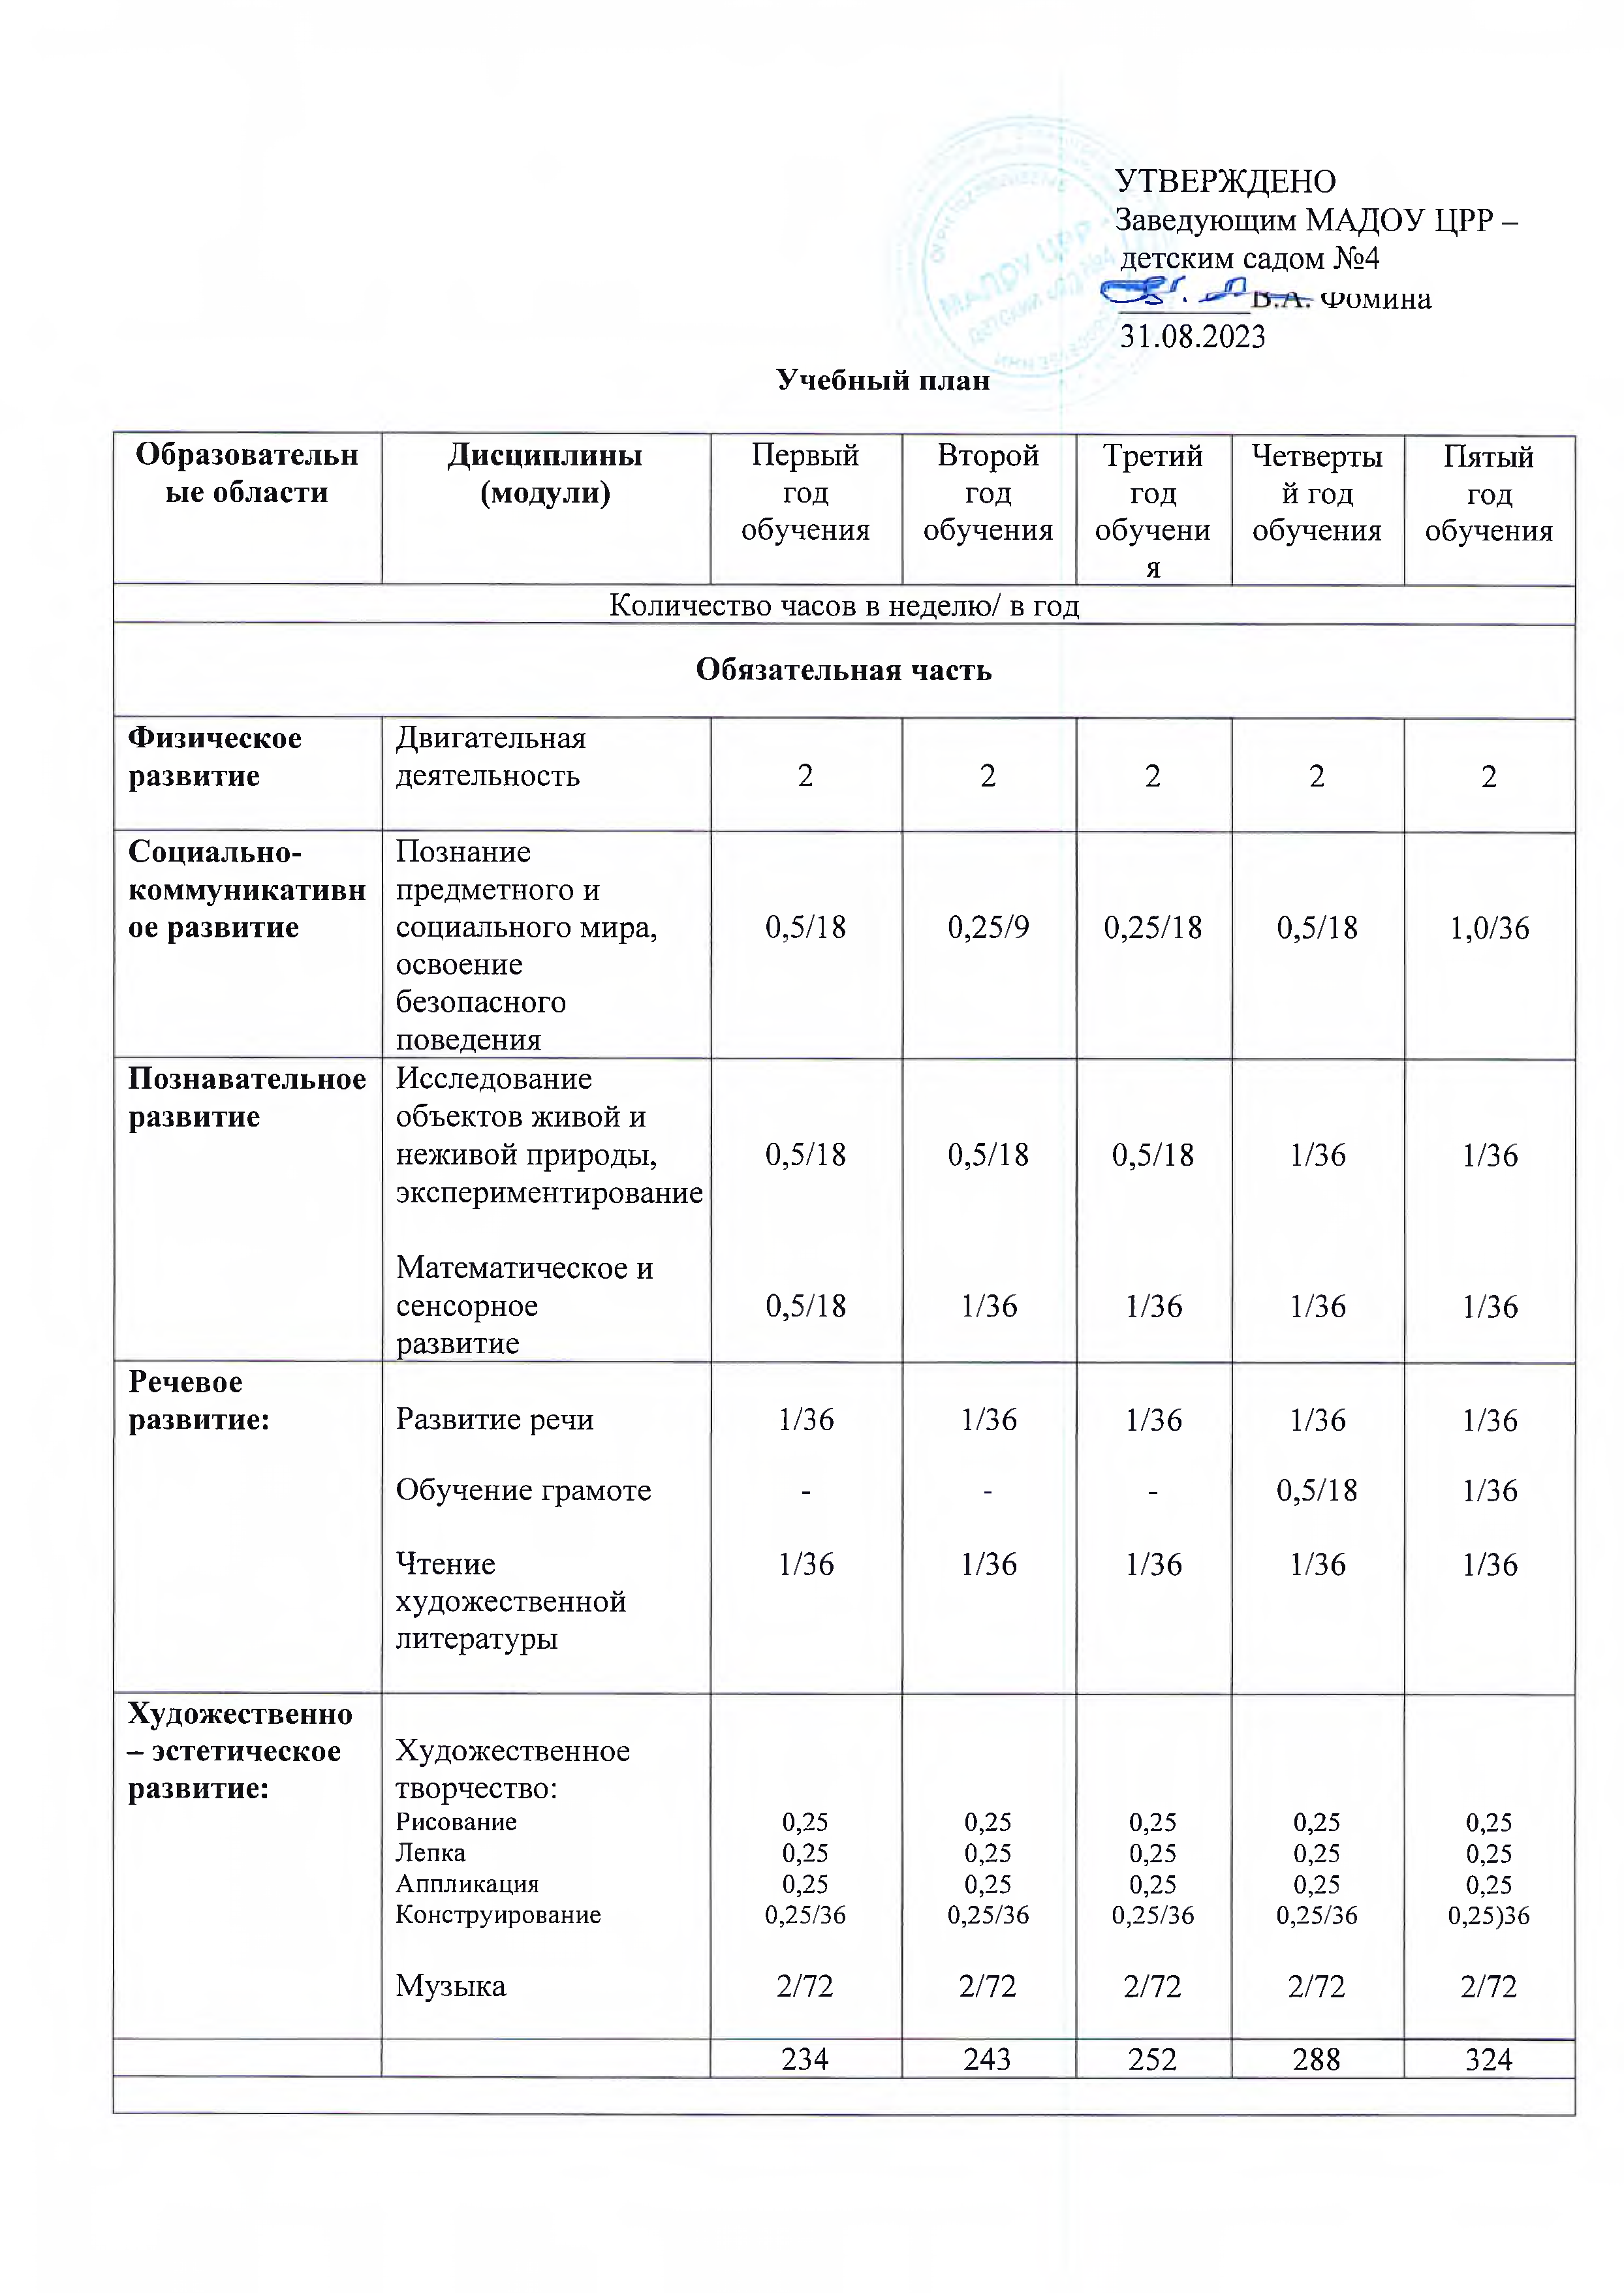 УТВЕРЖДЕНО
Заведующим МАДОУ ЦРР –
детским садом №4
В.А. Фомина
31.08.2023
МАДОУ ЦРР
Учебный план
Образовательн
ые области
Дисциплины
(модули)
Первый
год
обучения
Второй
год
обучения
Третий
год
обучени
я
Четверты
й год
обучения
Пятый
год
обучения
Количество часов в неделю/ в год
Обязательная часть
Физическое
развитие
Двигательная
деятельность
2 2 2 2 2
Социально-
коммуникативн
ое развитие
Познание
предметного и
социального мира,
освоение
безопасного
поведения
0,5/18 0,25/9 0,25/18 0,5/18 1,0/36
Познавательное
развитие
Исследование
объектов живой и
неживой природы,
экспериментирование
0,5/18 0,5/18 0,5/18 1/36 1/36
Математическое и
сенсорное
развитие
0,5/18 1/36 1/36 1/36 1/36
Речевое
развитие:
Развитие речи 1/36 1/36 1/36 1/36 1/36
Обучение грамоте - - - 0,5/18 1/36
Чтение
художественной
литературы
1/36 1/36 1/36 1/36 1/36
Художественно
– эстетическое
развитие:
Художественное
творчество:
Рисование 0,25 0,25 0,25 0,25 0,25
Лепка 0,25 0,25 0,25 0,25 0,25
Аппликация 0,25 0,25 0,25 0,25 0,25
Конструирование 0,25/36 0,25/36 0,25/36 0,25/36 0,25)36
Музыка 2/72 2/72 2/72 2/72 2/72
234 243 252 288 324